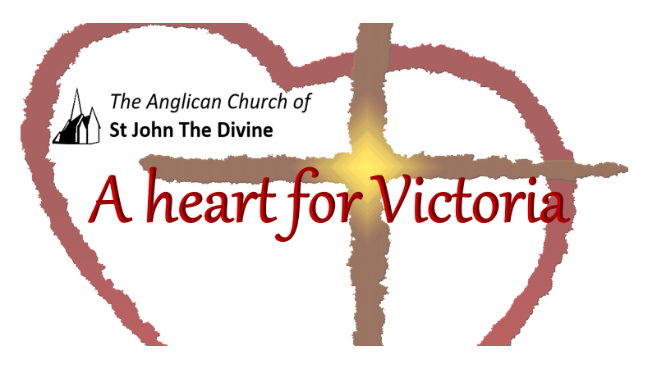 The Anglican Church of
St John The Divine
A heart for Victoria